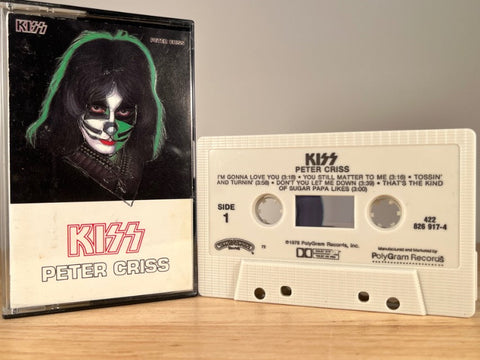 KISS
PETER CRISS
KISS
PETER CRISS
KISS
PETER CRISS
I'M GONNA LOVE YOU (3:18) • YOU STILL MATTER TO ME (3:16) • TOSSIN'
AND TURNIN' (3:58) • DON'T YOU LET ME DOWN (3:39) • THAT'S THE KIND
OF SUGAR PAPA LIKES (3:00)
SIDE
1
422
826 917-4
©1978 PolyGram Records, Inc.
Manufactured and Marketed by
PolyGram Records